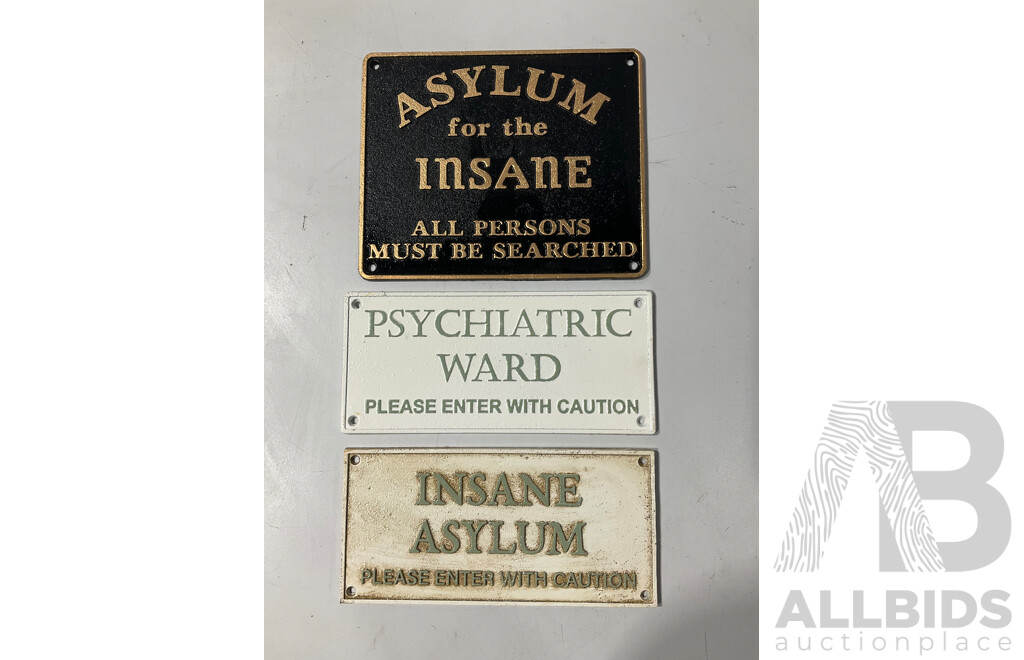 ASYLUM
for the
INSANE
ALL PERSONS
MUST BE SEARCHED
PSYCHIATRIC
WARD
PLEASE ENTER WITH CAUTION
INSANE
ASYLUM
PLEASE ENTER WITH CAUTION
AB
ALLBIDS
auctionplace